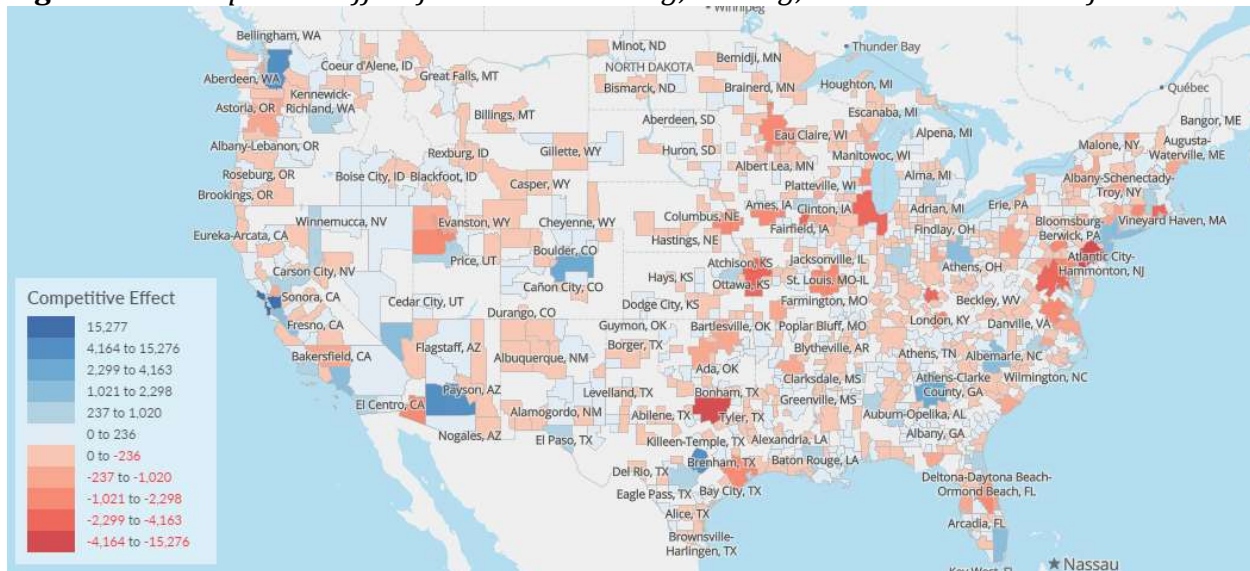 Bellingham, WA
Winnipeg
Minot, ND
Bemidji, MN
Thunder Bay
Coeur d'Alene, ID
Great Falls, MT
NORTH DAKOTA
Aberdeen, WA
Bismarck, ND
Brainerd, MN
Houghton, MI
Québec
Kennewick-
Richland, WA
Astoria, OR
Billings, MT
Aberdeen, SD
Escanaba, MI
Bangor, ME
Eau Claire, WI
Alpena, MI
Augusta-
Waterville, ME
Malone, NY
Albany-Lebanon, OR
Rexburg, ID
Gillette, WY
Huron, SD
Manitowoc, WI
Albert Lea, MN
Roseburg, OR
Boise City, ID
Blackfoot, ID
Casper, WY
Platteville, WI
Alma, MI
Albany-Schenectady-
Troy, NY
Brookings, OR
Winnemucca, NV
Evanston, WY
Cheyenne, WY
Columbus, NE
Ames, IA
Clinton, IA
Adrian, MI
Erie, PA
Bloomsburg-
Berwick, PA
Vineyard Haven, MA
Eureka-Arcata, CA
Fairfield, IA
Findlay, OH
Hastings, NE
Boulder, CO
Price, UT
Atchison, KS
Jacksonville, IL
Athens, OH
Atlantic City-
Hammonton, NJ
Carson City, NV
Hays, KS
Ottawa, KS
St. Louis, MO-IL
Cañon City, CO
Beckley, WV
Sonora, CA
Cedar City, UT
Dodge City, KS
Farmington, MO
Durango, CO
London, KY
Danville, VA
Fresno, CA
Guymon, OK
Bartlesville, OK
Poplar Bluff, MO
Bakersfield, CA
Flagstaff, AZ
Albuquerque, NM
Borger, TX
Blytheville, AR
Athens, TN
Albemarle, NC
Ada, OK
Clarksdale, MS
Athens-Clarke
County, GA
Wilmington, NC
Payson, AZ
Levelland, TX
Bonham, TX
Greenville, MS
El Centro, CA
Alamogordo, NM
Abilene, TX
Tyler, TX
Auburn-Opelika, AL
Nogales, AZ
El Paso, TX
Killeen-Temple, TX
Alexandria, LA
Albany, GA
Brenham, TX
Baton Rouge, LA
Del Rio, TX
Deltona-Daytona Beach-
Ormond Beach, FL
Eagle Pass, TX
Bay City, TX
Alice, TX
Arcadia, FL
Brownsville-
Harlingen, TX
Nassau
Competitive Effect
15,277
4,164 to 15,276
2,299 to 4,163
1,021 to 2,298
237 to 1,020
0 to 236
0 to -236
-237 to -1,020
-1,021 to -2,298
-2,299 to -4,163
-4,164 to -15,276